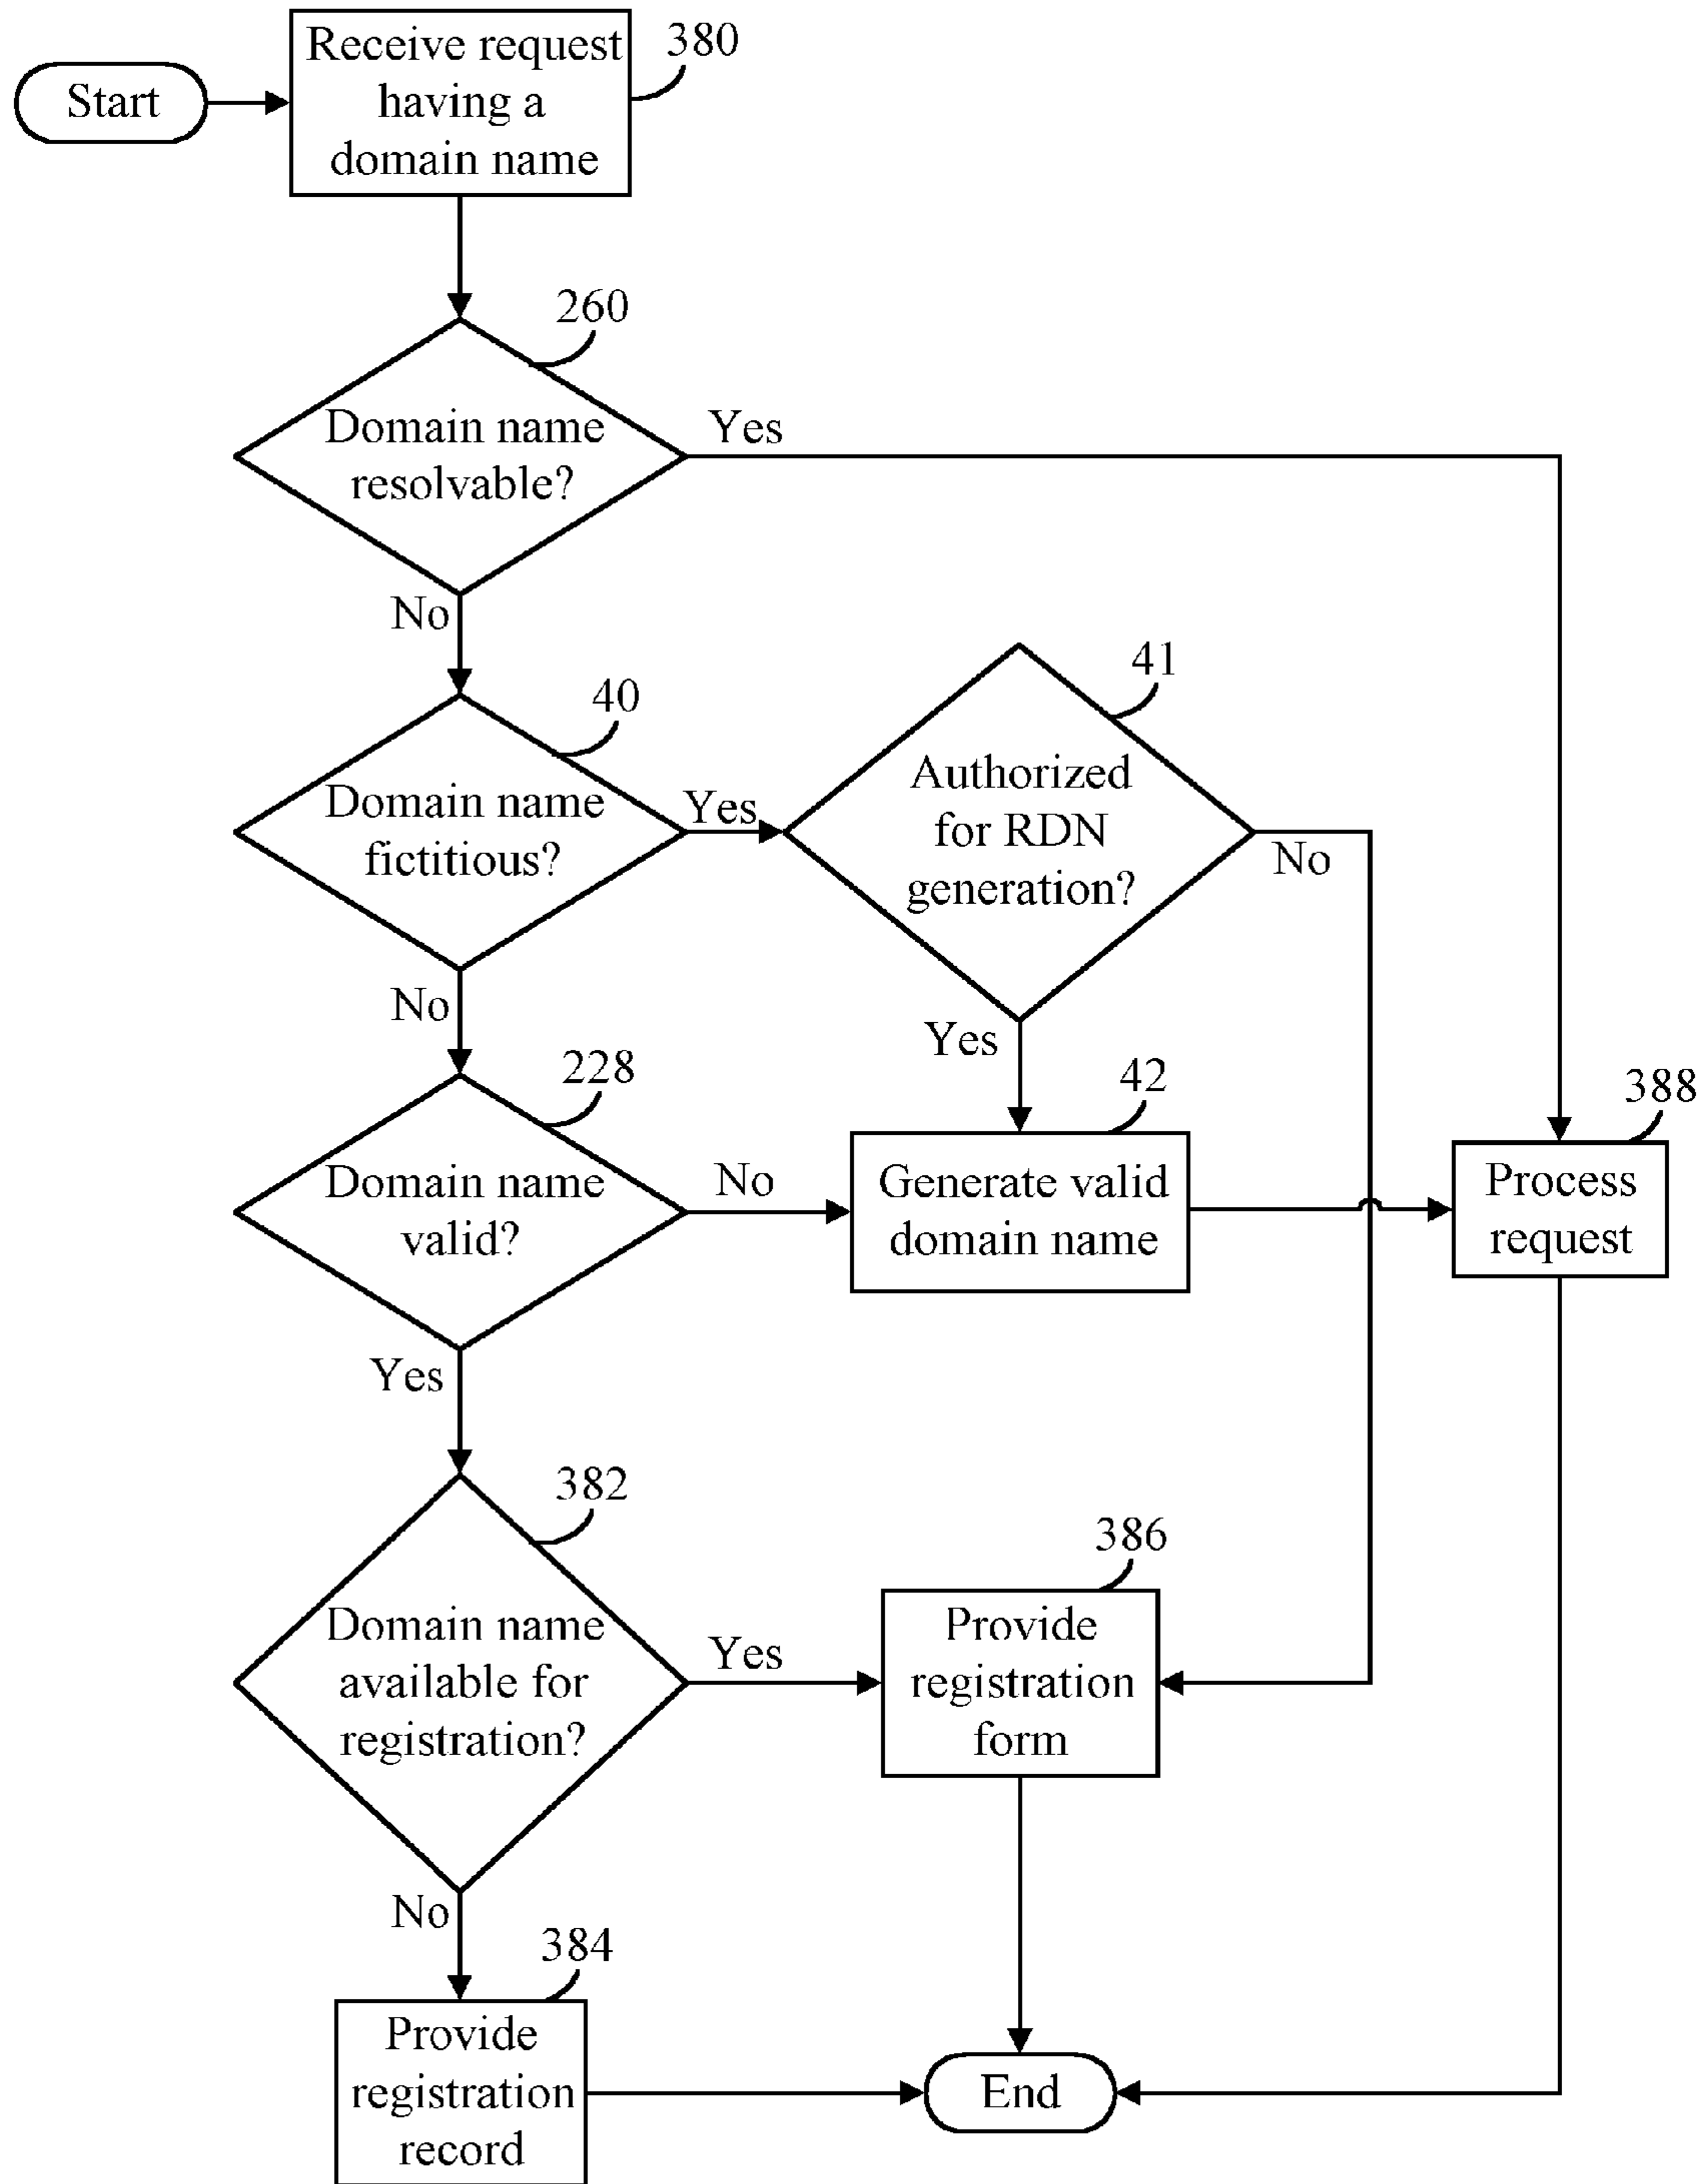 Start
Receive request
having a
domain name
380
260
Domain name
resolvable?
Yes
No
40
Domain name
fictitious?
Yes
No
41
Authorized
for RDN
generation?
No
Yes
228
Domain name
valid?
No
Yes
42
Generate valid
domain name
388
Process
request
382
Domain name
available for
registration?
Yes
No
386
Provide
registration
form
384
Provide
registration
record
End